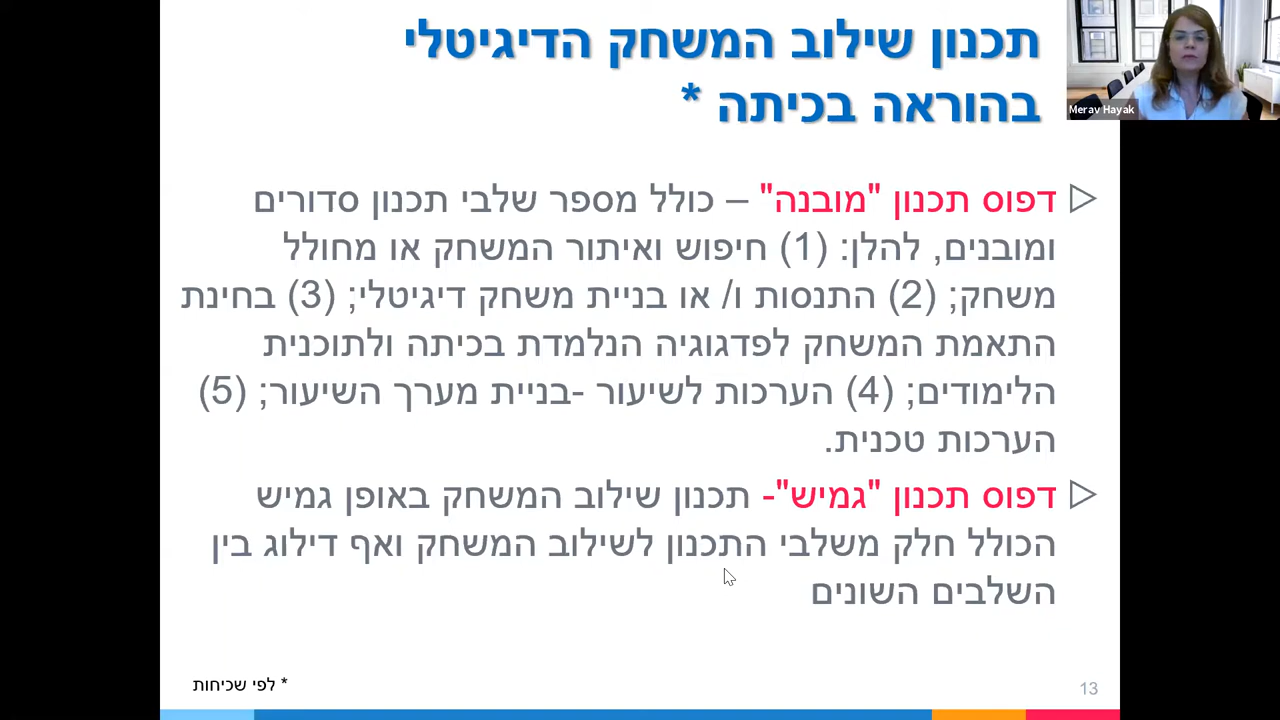 תכנון שילוב המשחק הדיגיטלי
בהוראה בכיתה *
Merav Hayak
דפוס תכנון "מובנה" – כולל מספר שלבי תכנון סדורים
ומובנים, להלן: (1) חיפוש ואיתור המשחק או מחולל
משחק; (2) התנסות ו/ או בניית משחק דיגיטלי; (3) בחינת
התאמת המשחק לפדגוגיה הנלמדת בכיתה ולתוכנית
הלימודים; (4) הערכות לשיעור -בניית מערך השיעור; (5)
הערכות טכנית.
דפוס תכנון "גמיש"- תכנון שילוב המשחק באופן גמיש
הכולל חלק משלבי התכנון לשילוב המשחק ואף דילוג בין
השלבים השונים
* לפי שכיחות
13